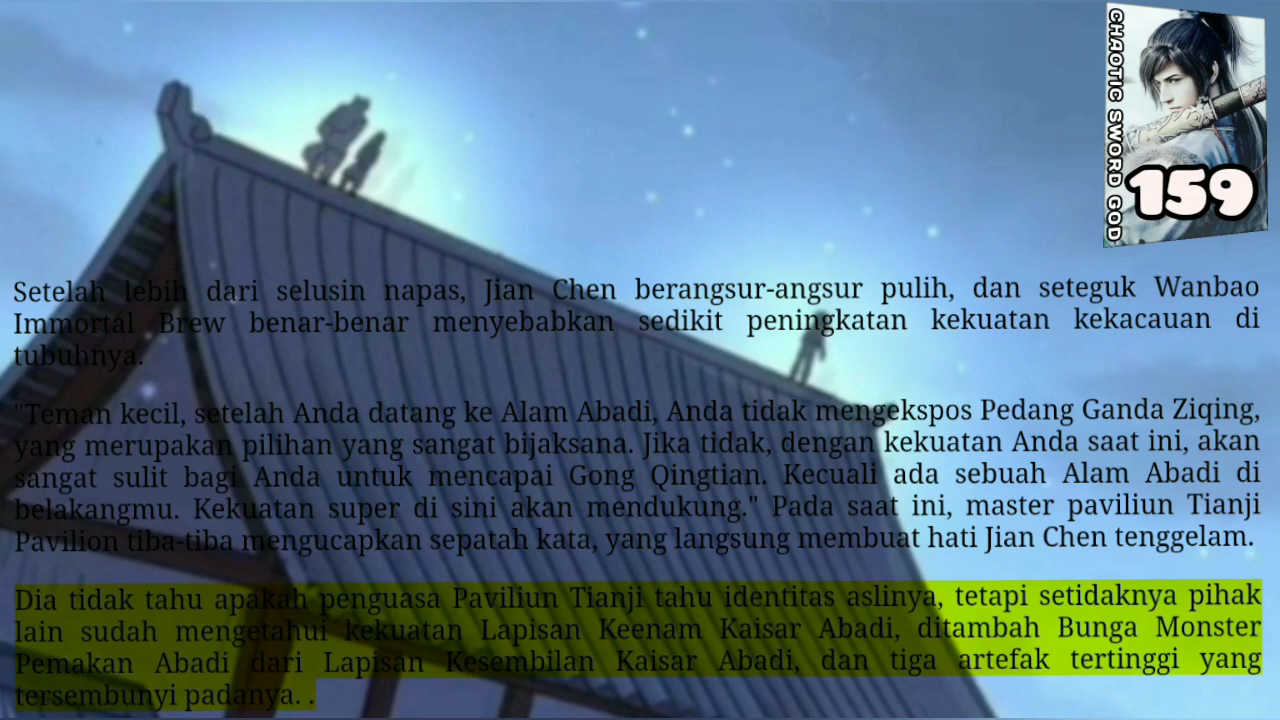 CHAOTIC SWORD GOD
159
Setelah lebih dari selusin napas, Jian Chen berangsur-angsur pulih, dan seteguk Wanbao
Immortal Brew benar-benar menyebabkan sedikit peningkatan kekuatan kekacauan di
tubuhnya.
"Teman kecil, setelah Anda datang ke Alam Abadi, Anda tidak mengekspos Pedang Ganda Ziqing,
yang merupakan pilihan yang sangat bijaksana. Jika tidak, dengan kekuatan Anda saat ini, akan
sangat sulit bagi Anda untuk mencapai Gong Qingtian. Kecuali ada sebuah Alam Abadi di
belakangmu. Kekuatan super di sini akan mendukung." Pada saat ini, master paviliun Tianji
Pavilion tiba-tiba mengucapkan sepatah kata, yang langsung membuat hati Jian Chen tenggelam.
Dia tidak tahu apakah penguasa Paviliun Tianji tahu identitas aslinya, tetapi setidaknya pihak
lain sudah mengetahui kekuatan Lapisan Keenam Kaisar Abadi, ditambah Bunga Monster
Pemakan Abadi dari Lapisan Kesembilan Kaisar Abadi, dan tiga artefak tertinggi yang
tersembunyi padanya. .